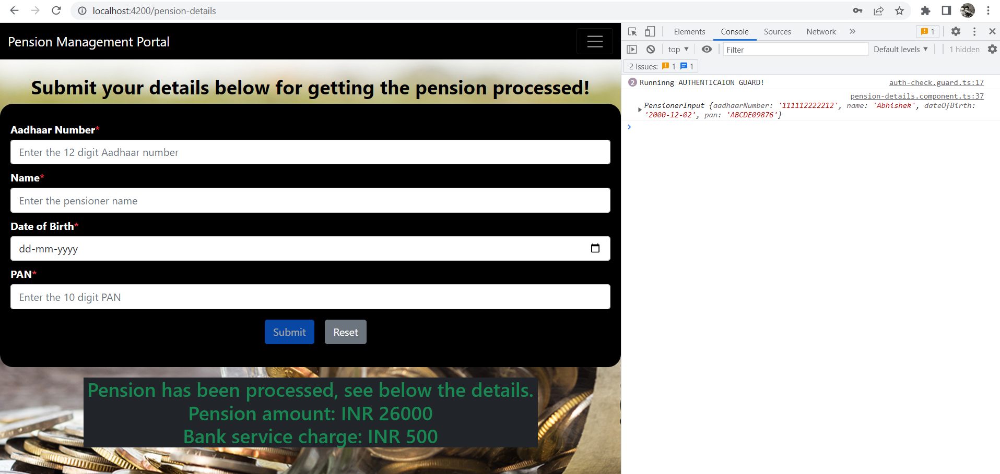 localhost:4200/pension-details
Pension Management Portal
Submit your details below for getting the pension processed!
Aadhaar Number*
Enter the 12 digit Aadhaar number
Name*
Enter the pensioner name
Date of Birth*
dd-mm-yyyy
PAN*
Enter the 10 digit PAN
Submit Reset
Pension has been processed, see below the details.
Pension amount: INR 26000
Bank service charge: INR 500
Elements Console Sources Network 1
top Filter Default levels 1 hidden
2 Issues: 1 1
2 Runninng AUTHENTICAION GUARD! auth-check.guard.ts:17
pension-details.component.ts:37
PensionerInput {aadhaarNumber: '111112222212', name: 'Abhishek', dateOfBirth:
'2000-12-02', pan: 'ABCDE09876'}